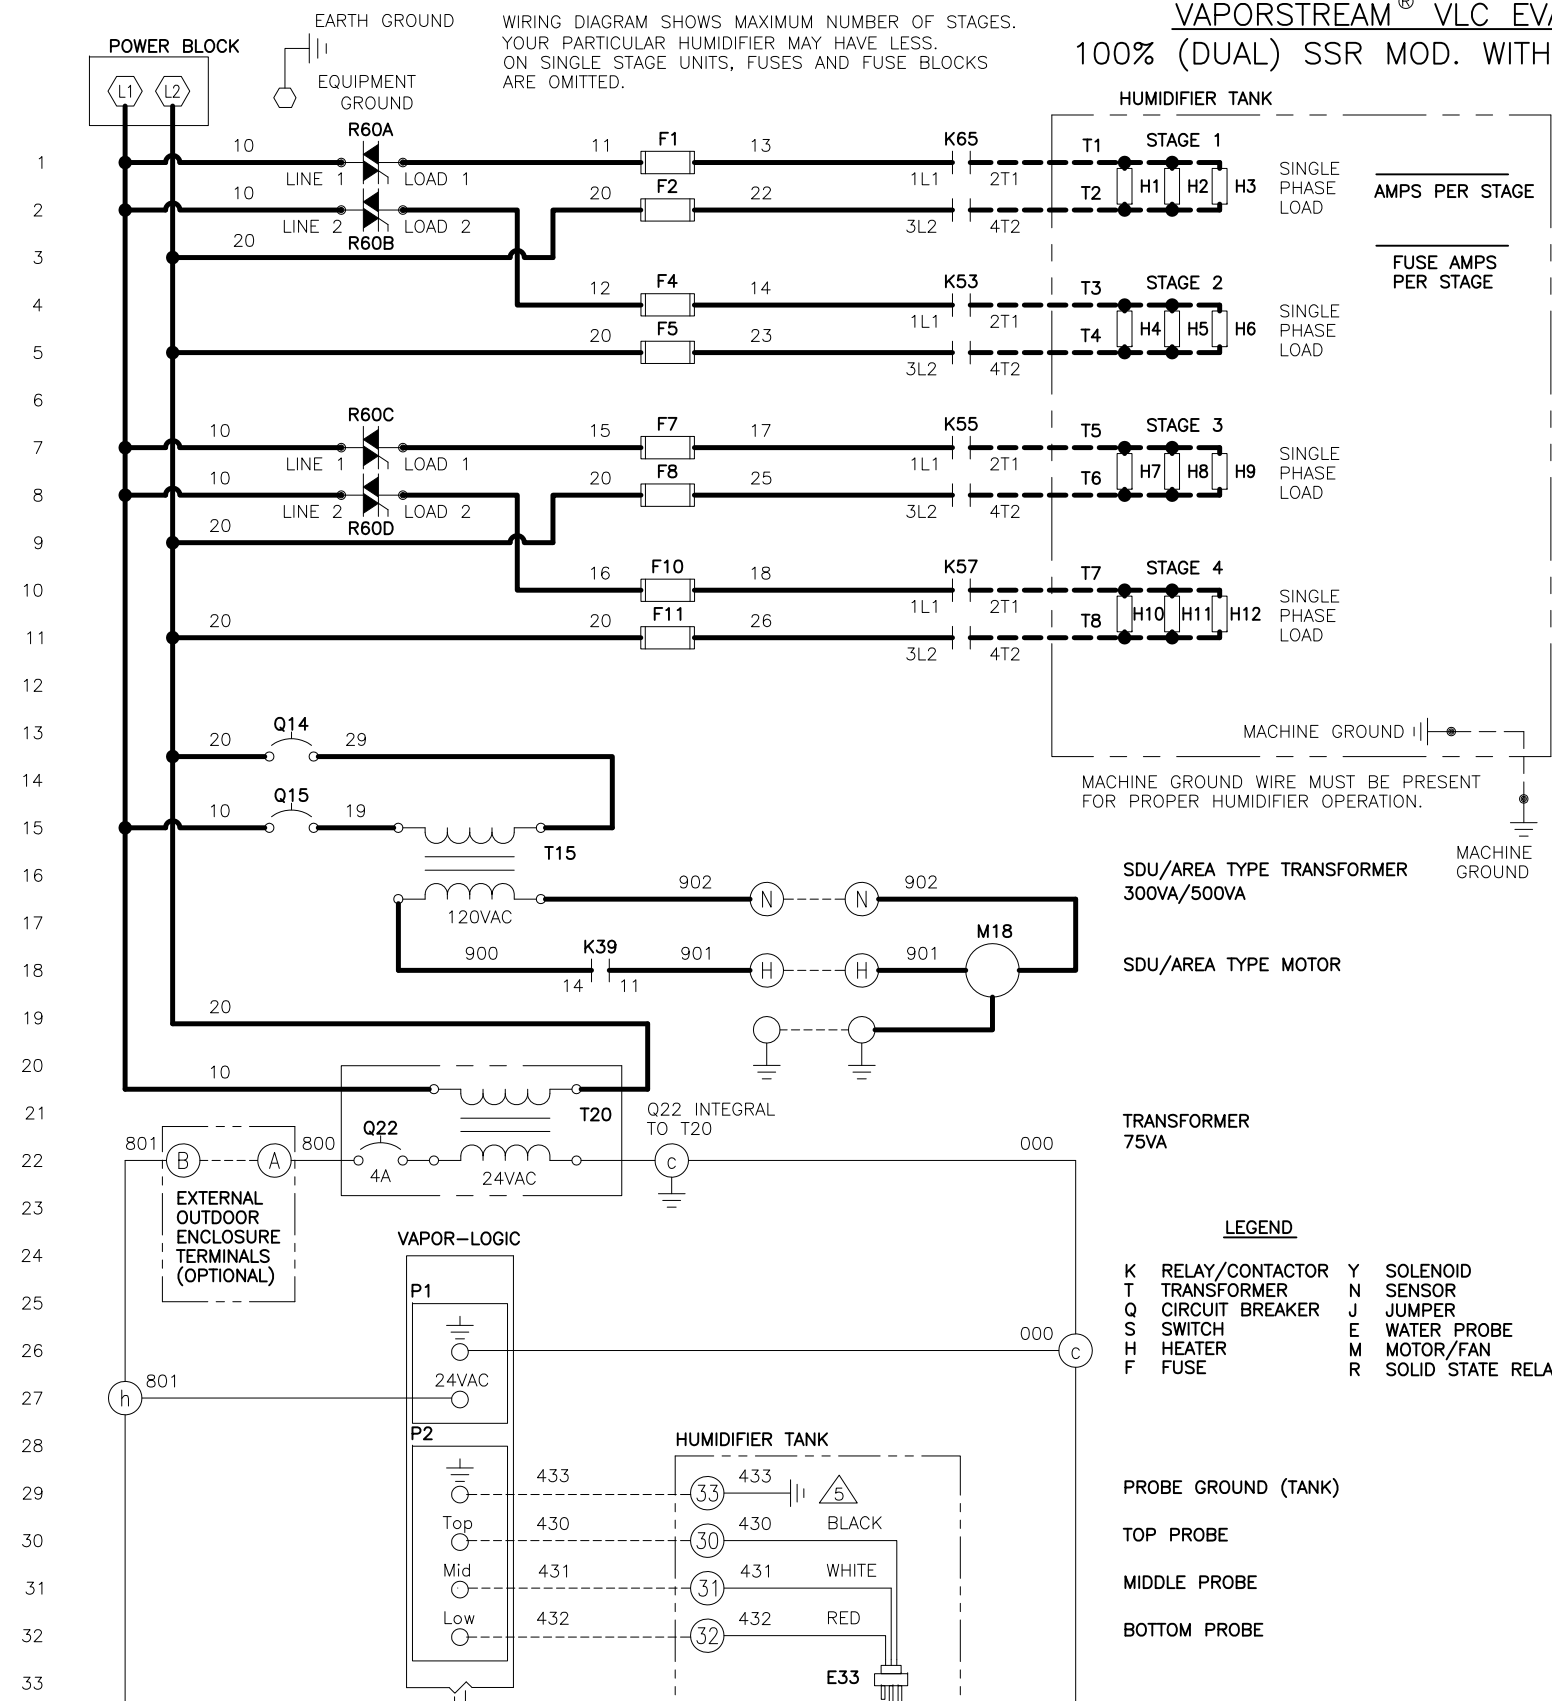 EARTH GROUND
WIRING DIAGRAM SHOWS MAXIMUM NUMBER OF STAGES.
YOUR PARTICULAR HUMIDIFIER MAY HAVE LESS.
ON SINGLE STAGE UNITS, FUSES AND FUSE BLOCKS
ARE OMITTED.
VAPORSTREAM® VLC
100% (DUAL) SSR MOD. WITH
POWER BLOCK
L1 L2
EQUIPMENT
GROUND
HUMIDIFIER TANK
1 10 R60A 11 F1 13 K65 T1 STAGE 1
LINE 1 LOAD 1 1L1 2T1
H1 H2 H3
SINGLE
PHASE
LOAD
AMPS PER STAGE
2 10 20 F2 22 T2
LINE 2 LOAD 2 3L2 4T2
R60B
3 20
FUSE AMPS
PER STAGE
4 12 F4 14 K53 T3 STAGE 2
1L1 2T1
H4 H5 H6
SINGLE
PHASE
LOAD
5 20 F5 23 T4
3L2 4T2
6
7 10 R60C 15 F7 17 K55 T5 STAGE 3
LINE 1 LOAD 1 1L1 2T1
H7 H8 H9
SINGLE
PHASE
LOAD
8 10 20 F8 25 T6
LINE 2 LOAD 2 3L2 4T2
R60D
9 20
10 16 F10 18 K57 T7 STAGE 4
1L1 2T1
H10 H11 H12
SINGLE
PHASE
LOAD
11 20 20 F11 26 T8
3L2 4T2
12
13 20 Q14 29
MACHINE GROUND
14
MACHINE GROUND WIRE MUST BE PRESENT
FOR PROPER HUMIDIFIER OPERATION.
MACHINE
GROUND
15 10 Q15 19
T15
16
902 N N 902
SDU/AREA TYPE TRANSFORMER
300VA/500VA
120VAC
17
18 900 K39 901 H H 901 M18
14 11
SDU/AREA TYPE MOTOR
19 20
20 10
21 T20
Q22 INTEGRAL
TO T20
TRANSFORMER
75VA
22 801 B A 800 Q22 c 000
4A 24VAC
23
EXTERNAL
OUTDOOR
ENCLOSURE
TERMINALS
(OPTIONAL)
24 VAPOR-LOGIC
LEGEND
K RELAY/CONTACTOR Y SOLENOID
T TRANSFORMER N SENSOR
Q CIRCUIT BREAKER J JUMPER
S SWITCH E WATER PROBE
H HEATER M MOTOR/FAN
F FUSE R SOLID STATE
25 P1
26 000 c
27 h 801 24VAC
28 P2
HUMIDIFIER TANK
29 433 33 433 5 PROBE GROUND (TANK)
30 Top 430 30 430 BLACK TOP PROBE
31 Mid 431 31 431 WHITE MIDDLE PROBE
32 Low 432 32 432 RED BOTTOM PROBE
33 E33